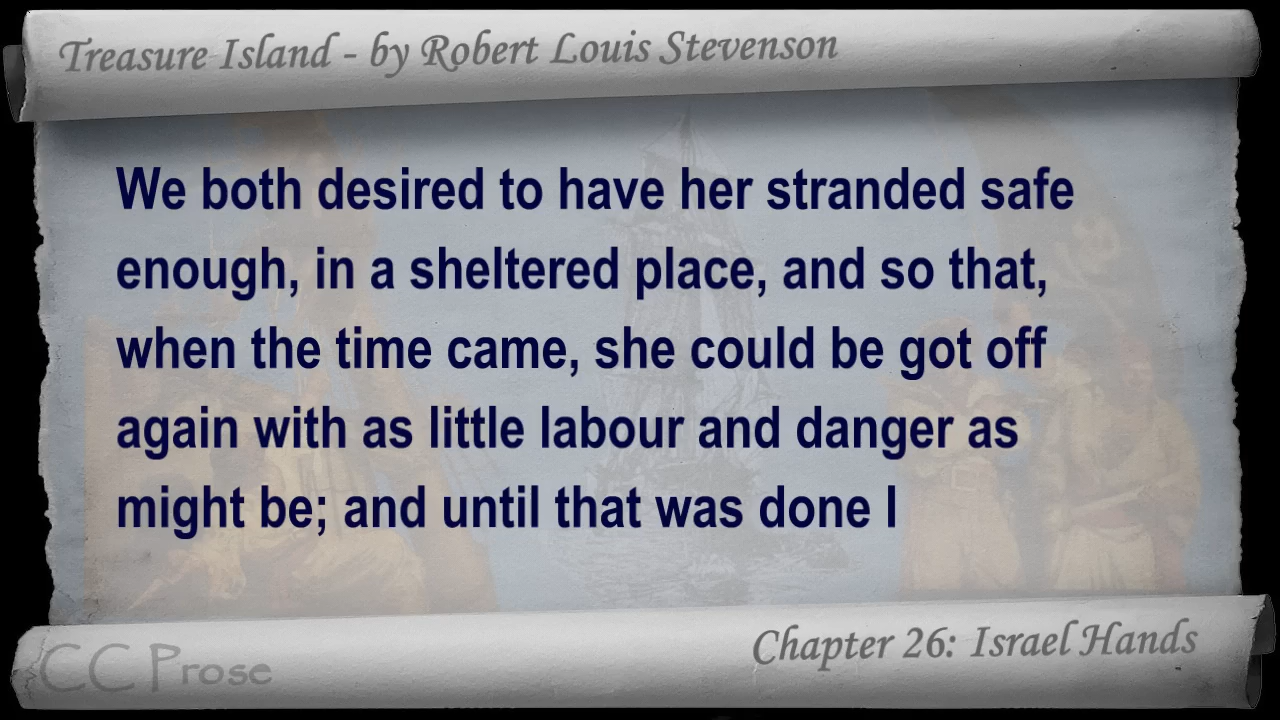 Treasure Island - by Robert Louis Stevenson
We both desired to have her stranded safe
enough, in a sheltered place, and so that,
when the time came, she could be got off
again with as little labour and danger as
might be; and until that was done I
Chapter 26: Israel Hands
CC Prose